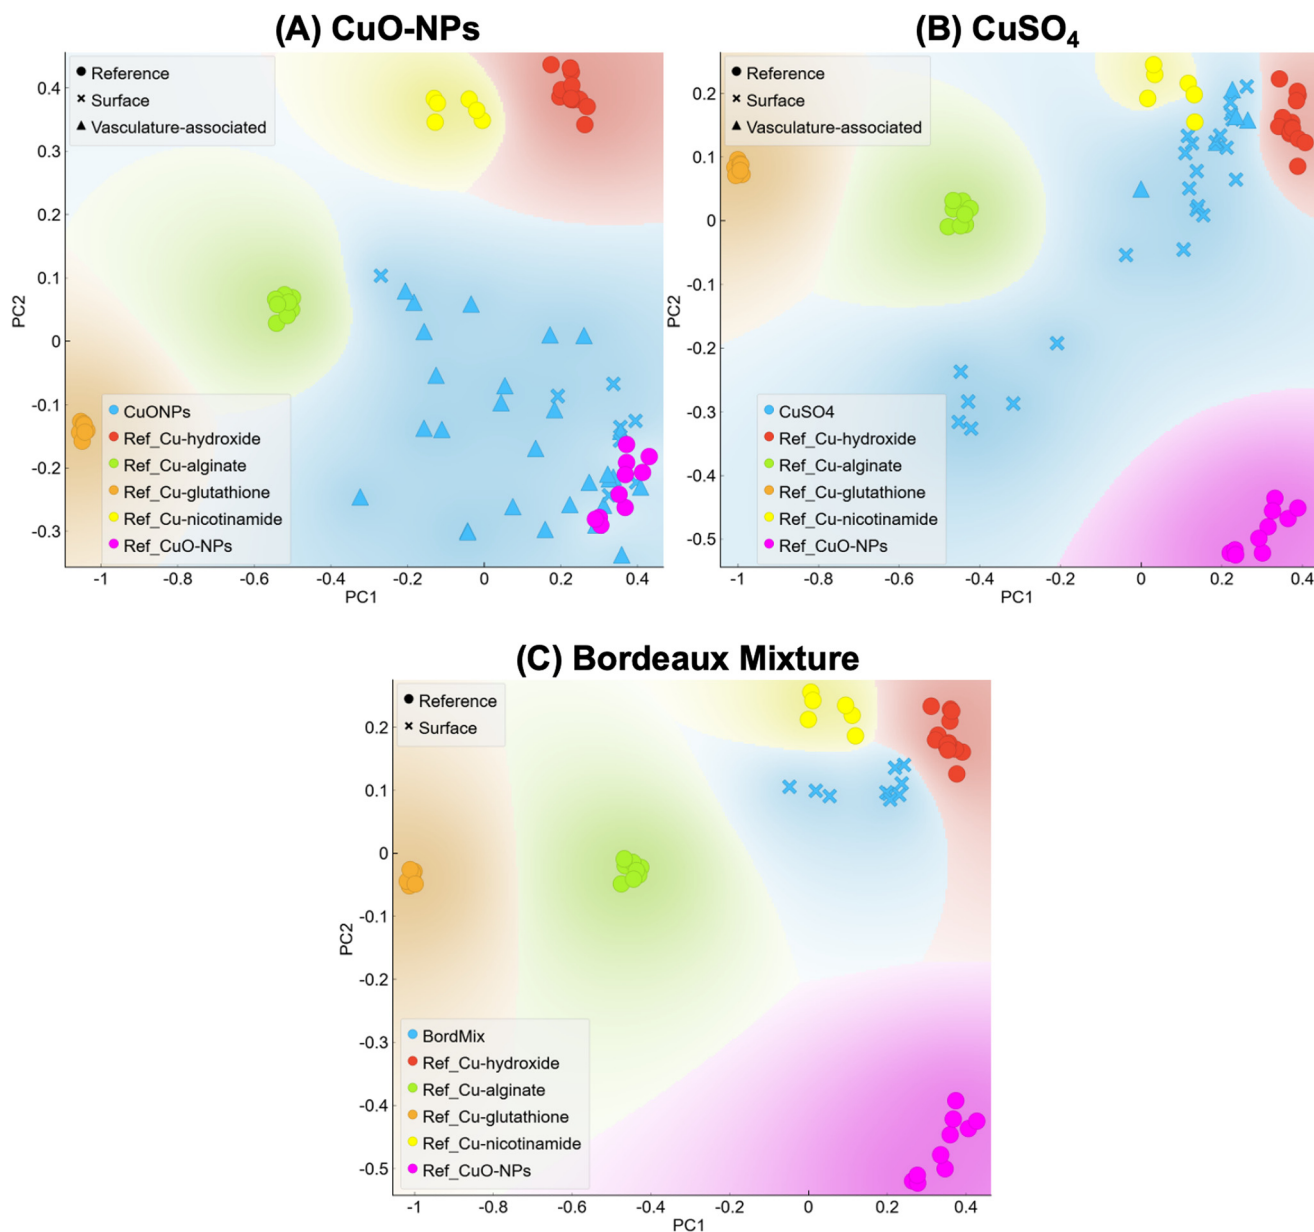 (A) CuO-NPs
Reference
Surface
Vasculature-associated
0.4
0.3
0.2
0.1
0
-0.1
-0.2
-0.3
PC2
CuONPs
Ref_Cu-hydroxide
Ref_Cu-alginate
Ref_Cu-glutathione
Ref_Cu-nicotinamide
Ref_CuO-NPs
-1 -0.8 -0.6 -0.4 -0.2 0 0.2 0.4
PC1
(B) CuSO₄
Reference
Surface
Vasculature-associated
0.2
0.1
0
-0.1
-0.2
-0.3
-0.4
-0.5
PC2
CuSO4
Ref_Cu-hydroxide
Ref_Cu-alginate
Ref_Cu-glutathione
Ref_Cu-nicotinamide
Ref_CuO-NPs
-1 -0.8 -0.6 -0.4 -0.2 0 0.2 0.4
PC1
(C) Bordeaux Mixture
Reference
Surface
0.2
0.1
0
-0.1
-0.2
-0.3
-0.4
-0.5
PC2
BordMix
Ref_Cu-hydroxide
Ref_Cu-alginate
Ref_Cu-glutathione
Ref_Cu-nicotinamide
Ref_CuO-NPs
-1 -0.8 -0.6 -0.4 -0.2 0 0.2 0.4
PC1